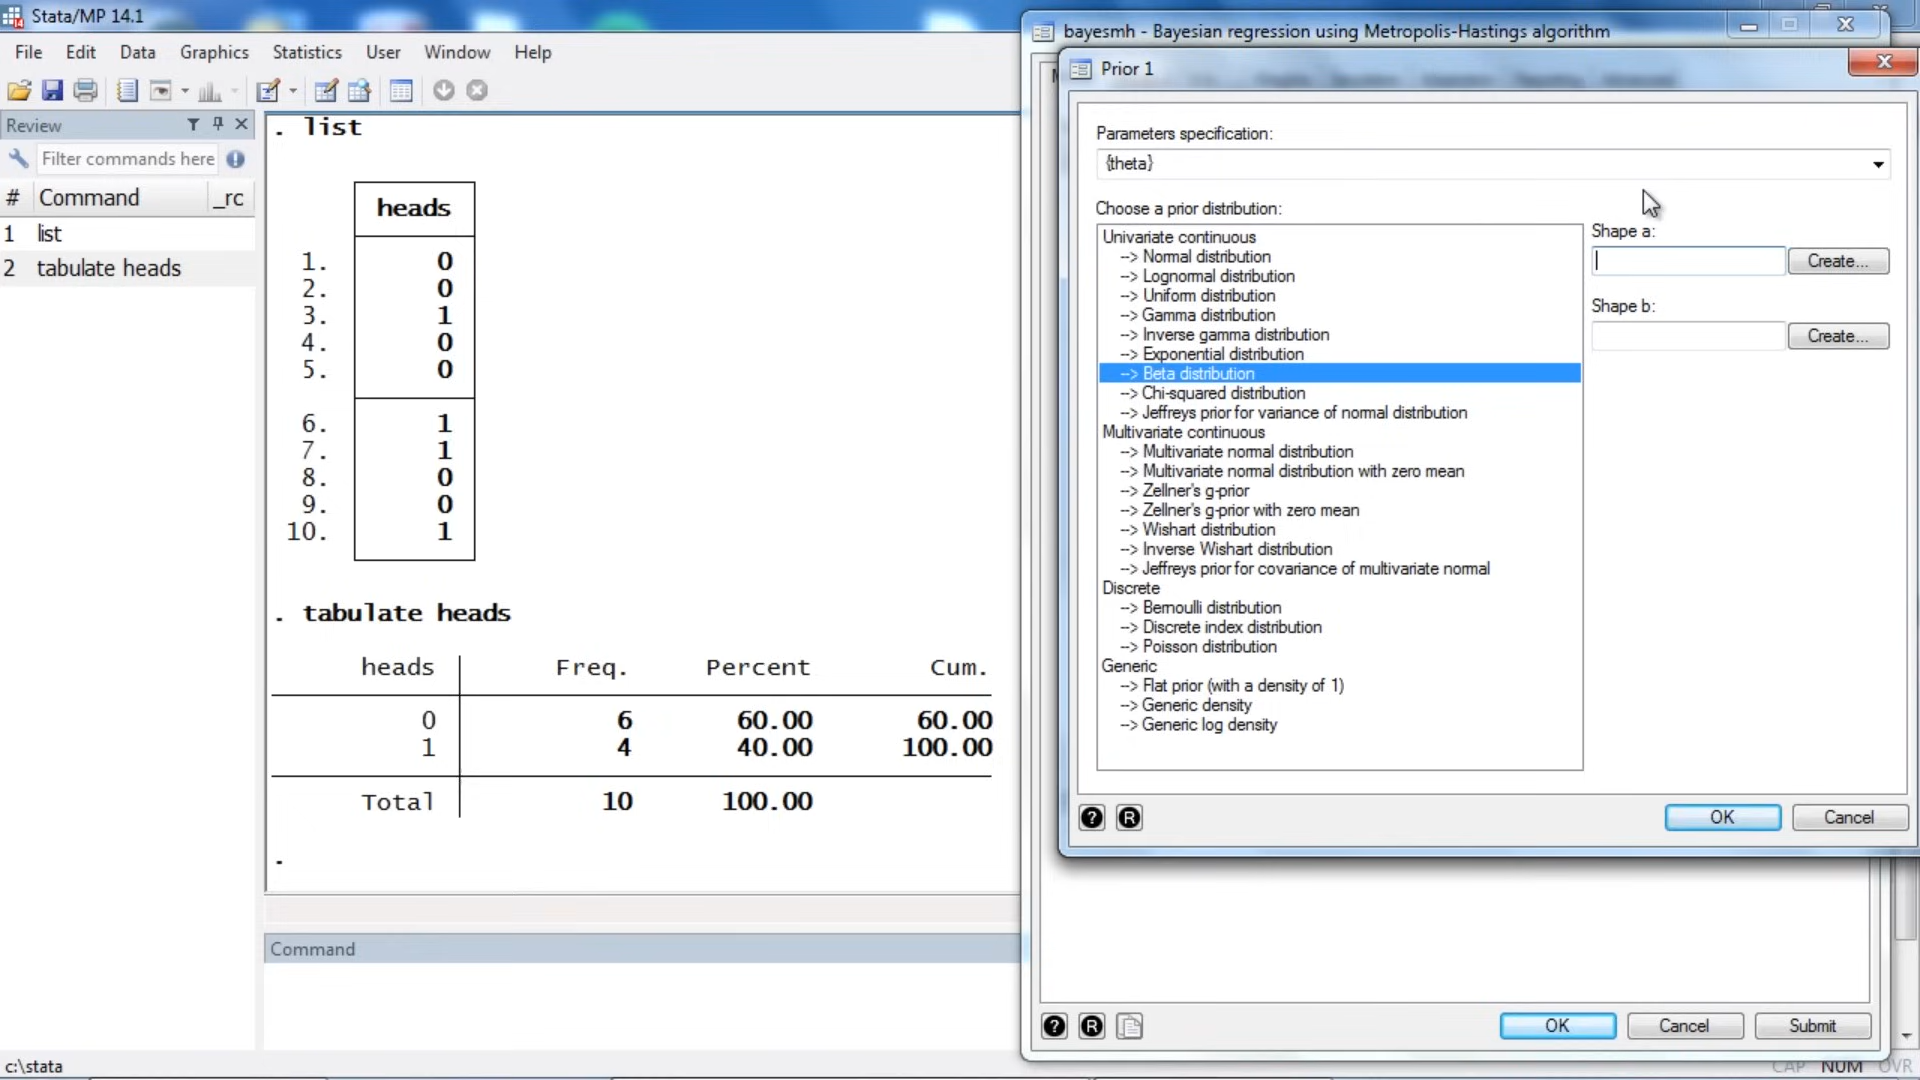 Stata/MP 14.1
File Edit Data Graphics Statistics User Window Help
Review
Filter commands here
# Command _rc
1 list
2 tabulate heads
. list
heads
1. 0
2. 0
3. 1
4. 0
5. 0
6. 1
7. 1
8. 0
9. 0
10. 1
. tabulate heads
heads Freq. Percent Cum.
0 6 60.00 60.00
1 4 40.00 100.00
Total 10 100.00
.
Command
c:\stata
bayesmh - Bayesian regression using Metropolis-Hastings algorithm
Prior 1
Parameters specification:
{theta}
Choose a prior distribution:
Univariate continuous
--> Normal distribution
--> Lognormal distribution
--> Uniform distribution
--> Gamma distribution
--> Inverse gamma distribution
--> Exponential distribution
--> Beta distribution
--> Chi-squared distribution
--> Jeffreys prior for variance of normal distribution
Multivariate continuous
--> Multivariate normal distribution
--> Multivariate normal distribution with zero mean
--> Zellner's g-prior
--> Zellner's g-prior with zero mean
--> Wishart distribution
--> Inverse Wishart distribution
--> Jeffreys prior for covariance of multivariate normal
Discrete
--> Bernoulli distribution
--> Discrete index distribution
--> Poisson distribution
Generic
--> Flat prior (with a density of 1)
--> Generic density
--> Generic log density
Shape a:
Create...
Shape b:
Create...
? R
OK Cancel
? R
OK Cancel Submit
CAP NUM OVR